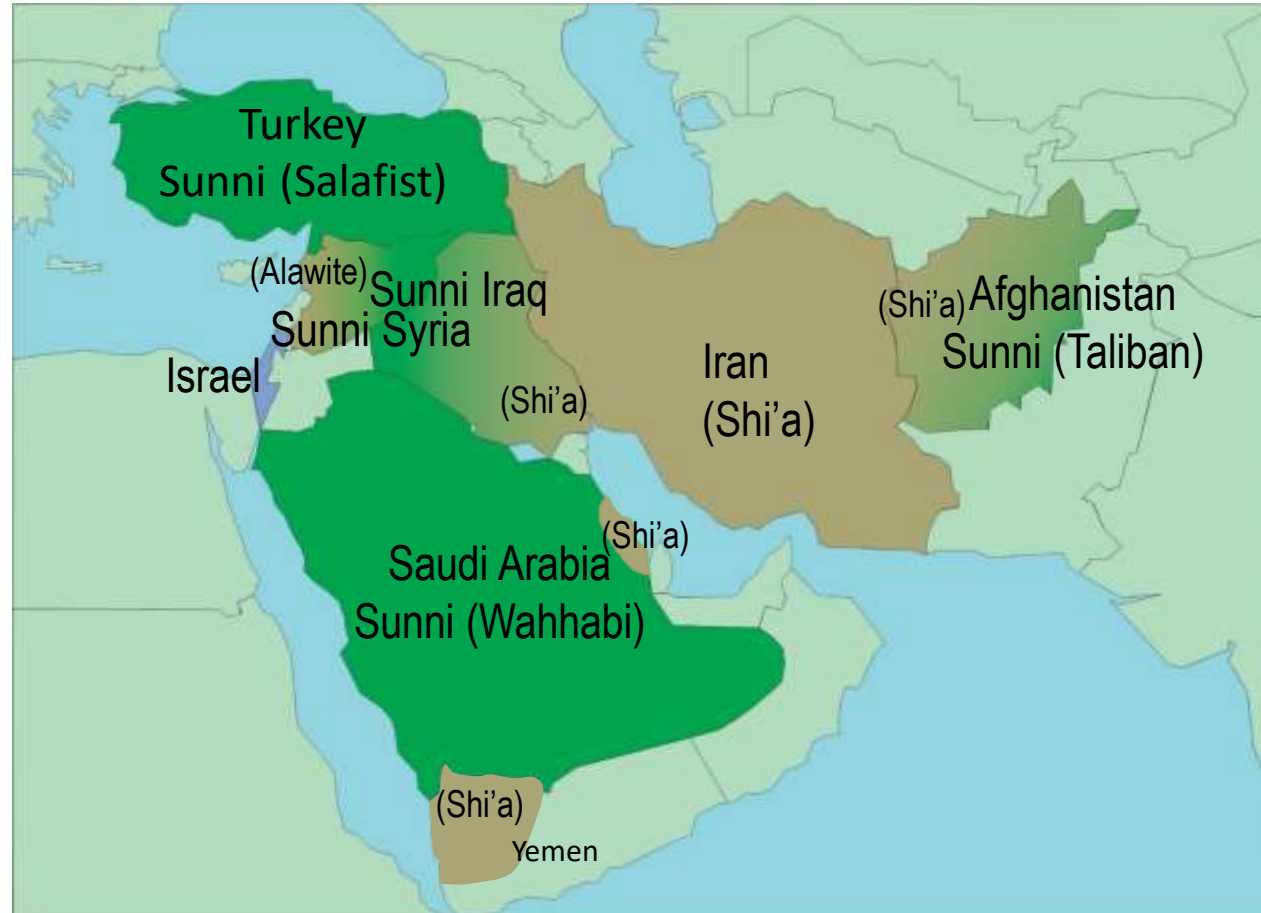 Turkey
Sunni (Salafist)
(Alawite)
Sunni Iraq
Sunni Syria
Israel
(Shi’a)
Iran
(Shi’a)
(Shi’a)
Afghanistan
Sunni (Taliban)
(Shi’a)
Saudi Arabia
Sunni (Wahhabi)
(Shi’a)
Yemen